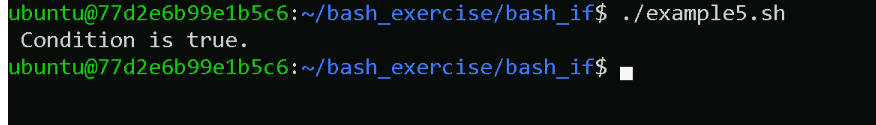 ubuntu@77d2e6b99e1b5c6:~/bash_exercise/bash_if$ ./example5.sh
Condition is true.
ubuntu@77d2e6b99e1b5c6:~/bash_exercise/bash_if$